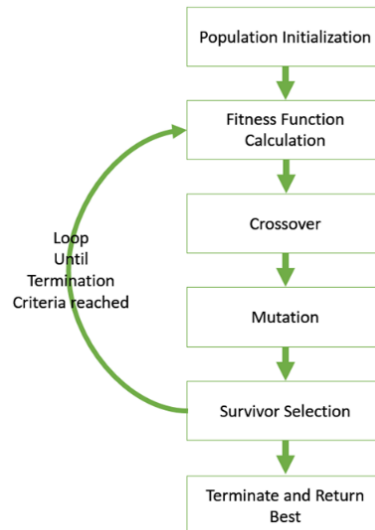 Population Initialization
Fitness Function
Calculation
Crossover
Loop
Until
Termination
Criteria reached
Mutation
Survivor Selection
Terminate and Return
Best